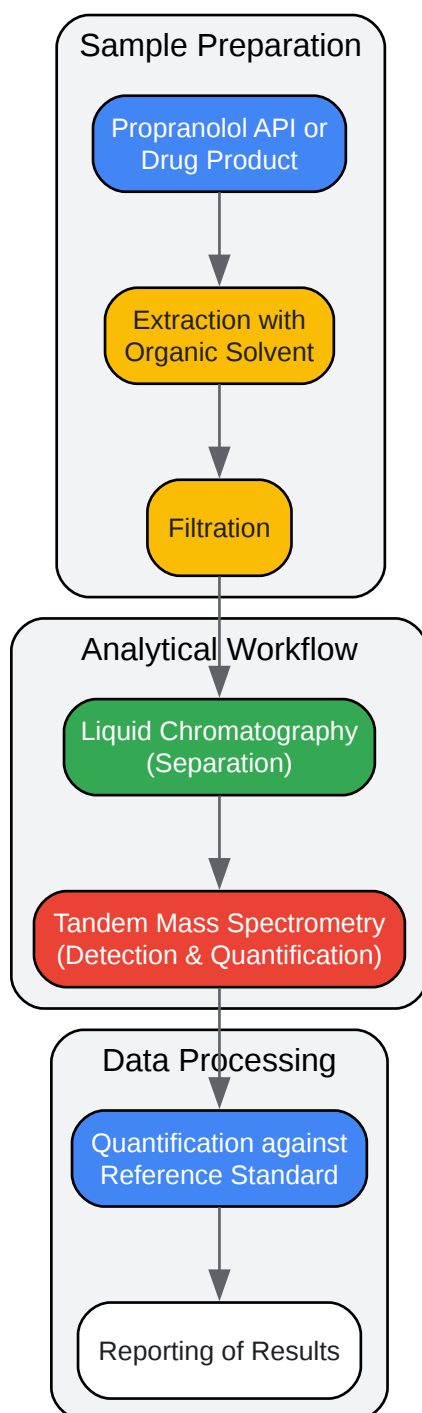 Sample Preparation
Propranolol API or
Drug Product
Extraction with
Organic Solvent
Filtration
Analytical Workflow
Liquid Chromatography
(Separation)
Tandem Mass Spectrometry
(Detection & Quantification)
Data Processing
Quantification against
Reference Standard
Reporting of Results